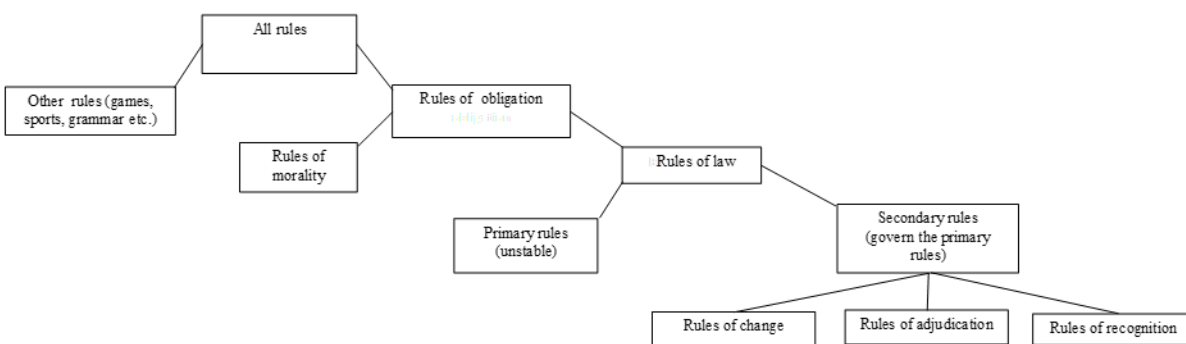 All rules
Other rules (games,
sports, grammar etc.)
Rules of obligation
Rules of
morality
Rules of law
Primary rules
(unstable)
Secondary rules
(govern the primary
rules)
Rules of change
Rules of adjudication
Rules of recognition